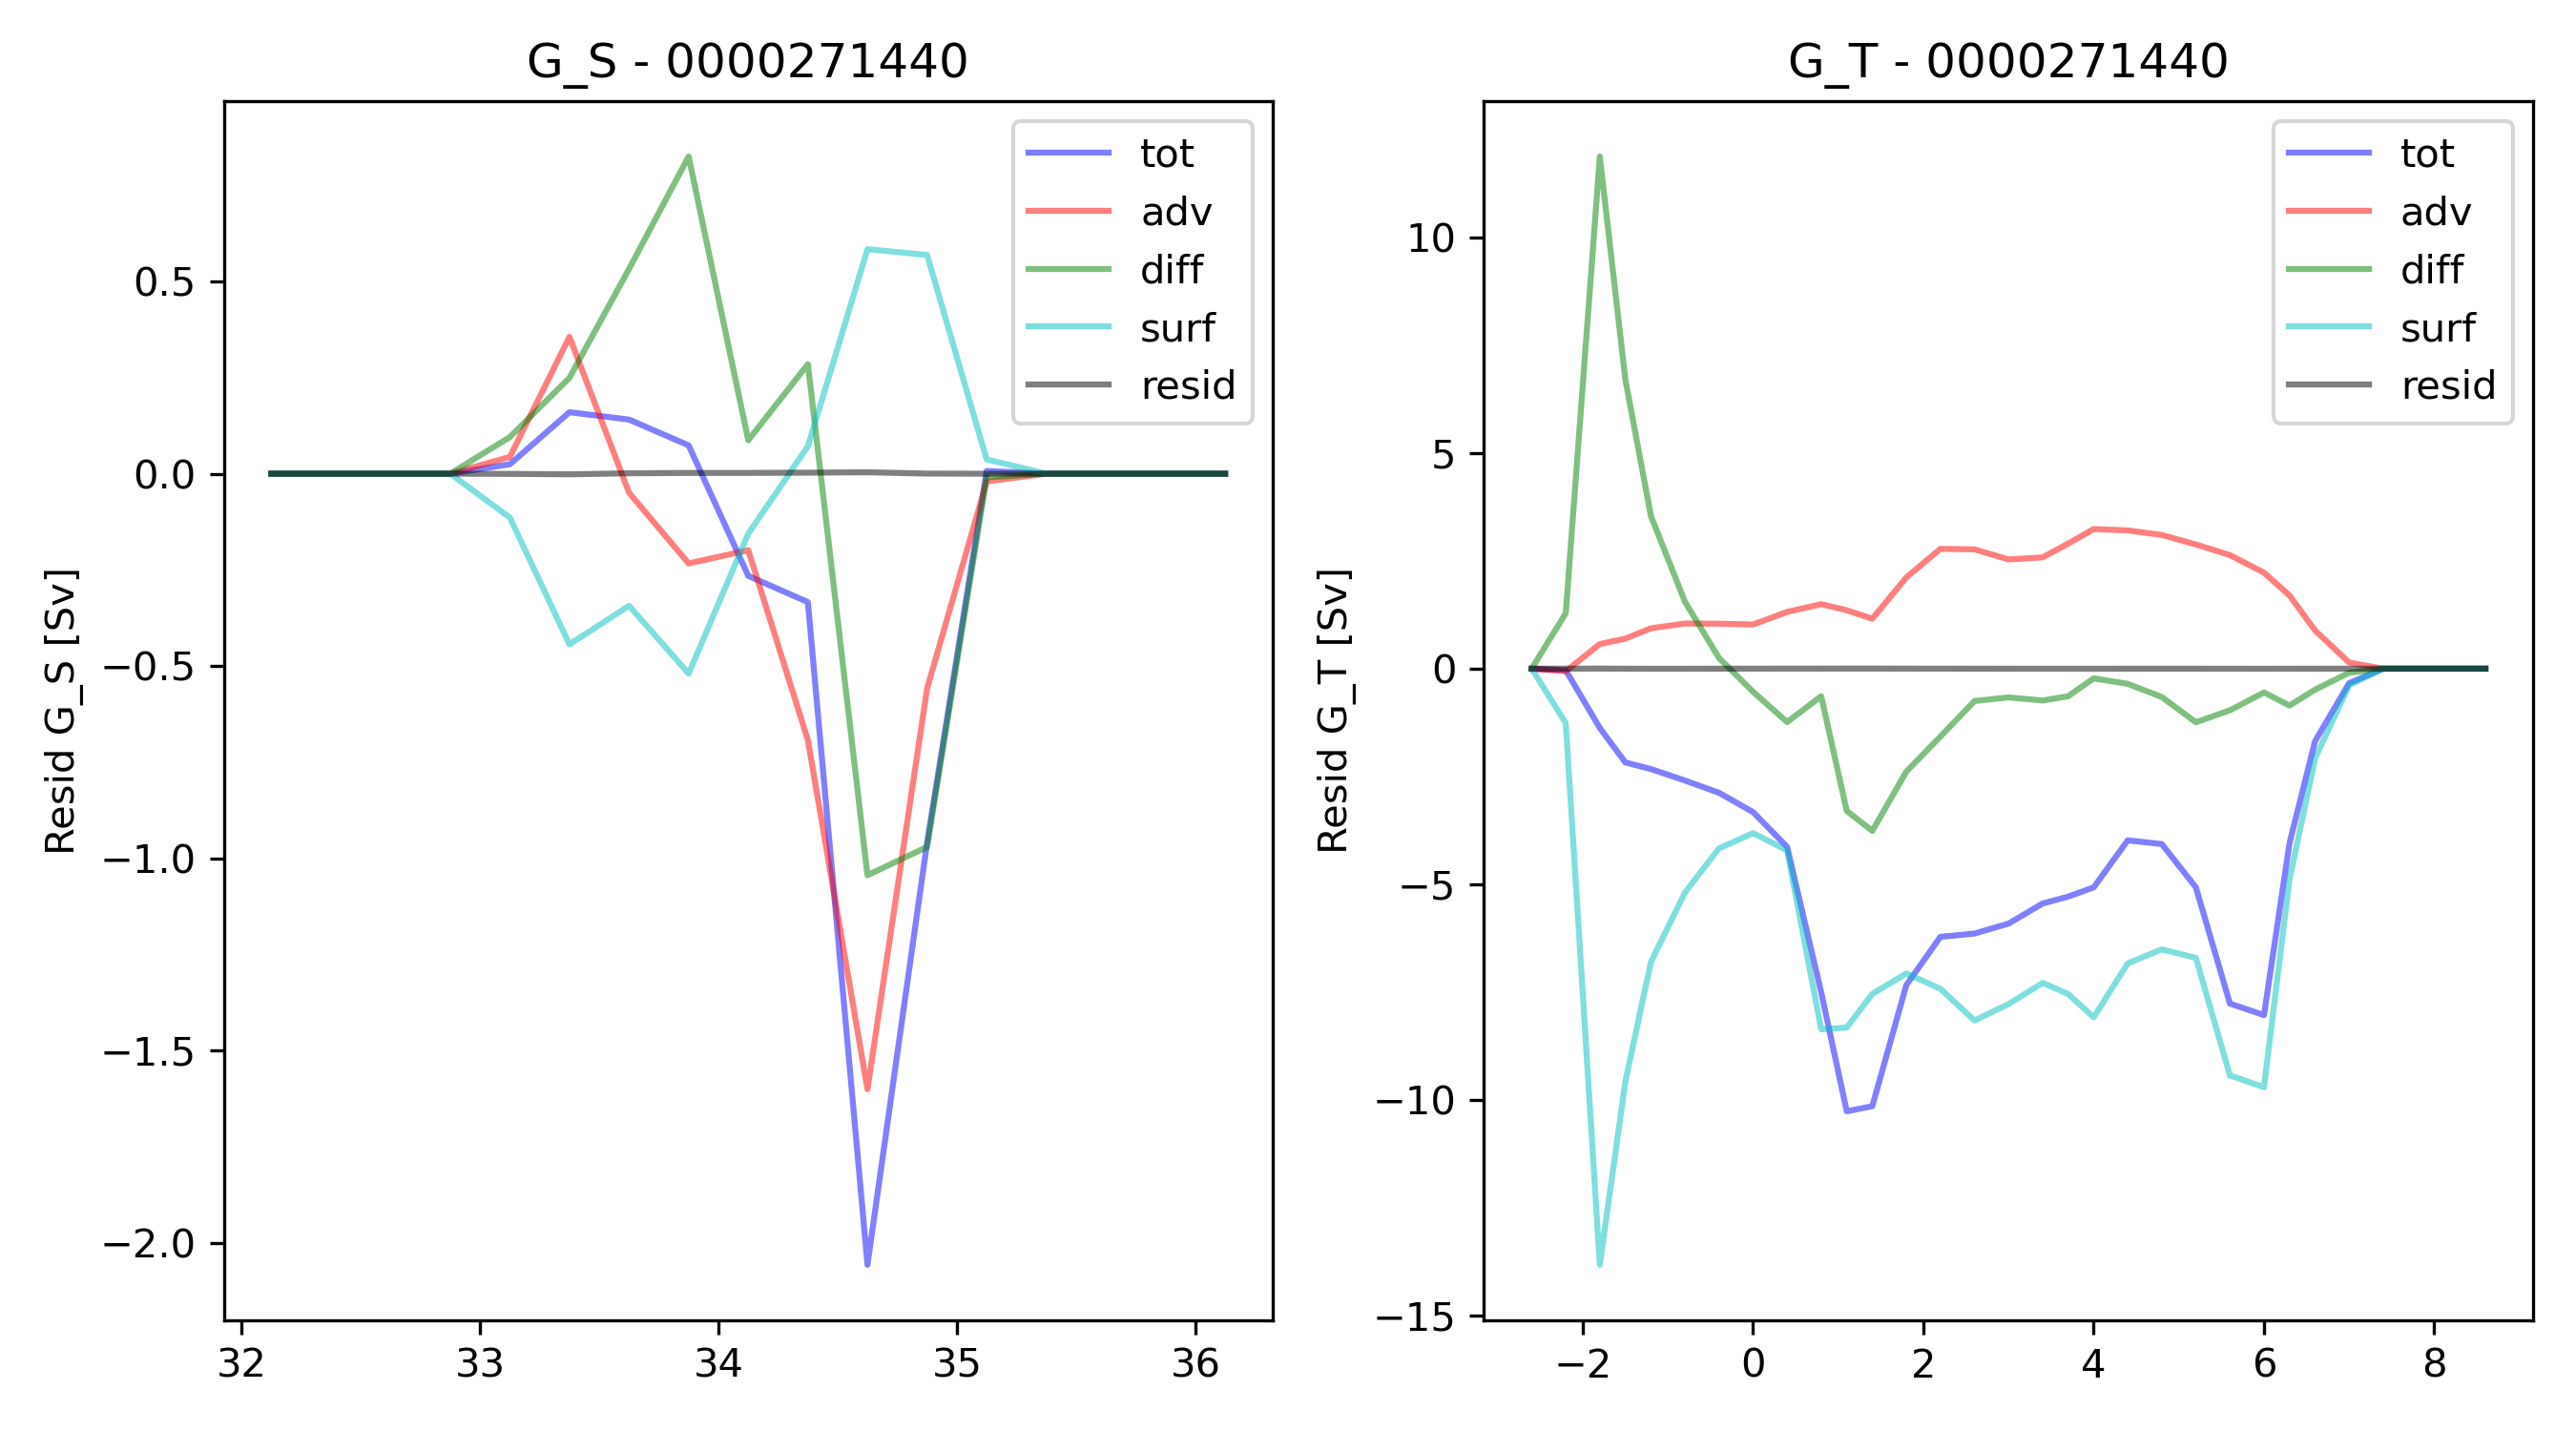 G_S - 0000271440
Resid G_S [Sv]
0.5
0.0
−0.5
−1.0
−1.5
−2.0
32 33 34 35 36
tot
adv
diff
surf
resid
G_T - 0000271440
Resid G_T [Sv]
10
5
0
−5
−10
−15
−2 0 2 4 6 8
tot
adv
diff
surf
resid